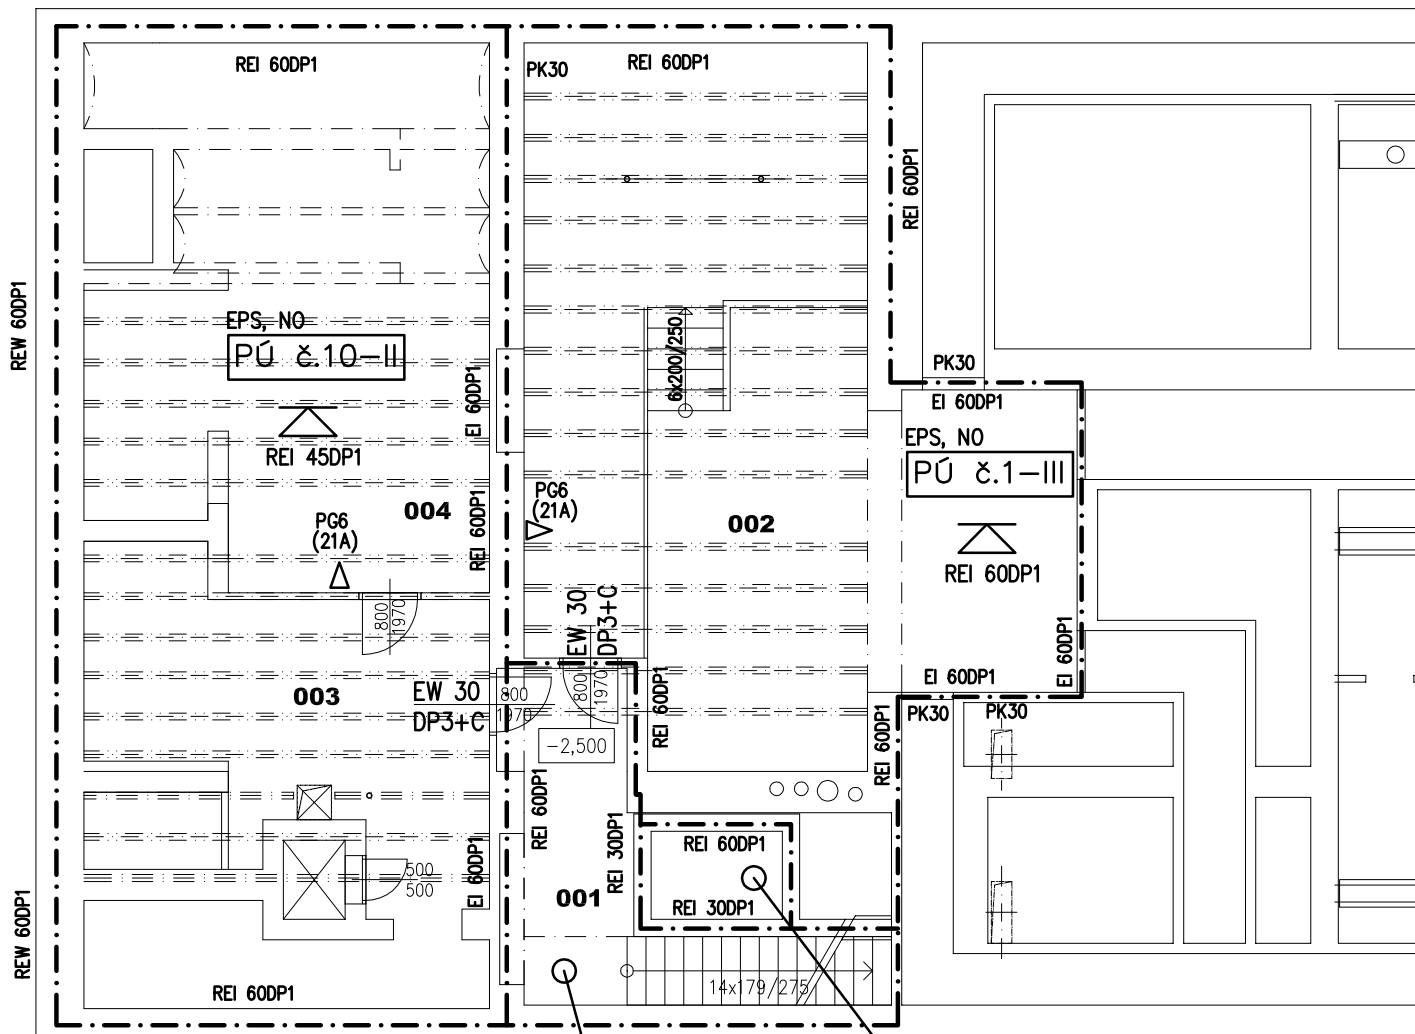 REI 60DP1
PK30
REI 60DP1
REI 60DP1
REW 60DP1
EPS, NO
PÚ č.10-II
REI 45DP1
EI 60DP1
6x200/250
PK30
EI 60DP1
EPS, NO
PÚ č.1-III
REI 60DP1
004
REI 60DP1
PG6
(21A)
PG6
(21A)
002
800
1970
EW 30
DP3+C
800
1970
REI 60DP1
EI 60DP1
EI 60DP1
003
EW 30
DP3+C
800
1970
-2,500
REI 60DP1
PK30
PK30
REI 60DP1
REI 30DP1
REI 60DP1
REI 30DP1
500
500
EI 60DP1
001
REW 60DP1
REI 60DP1
14x179/275